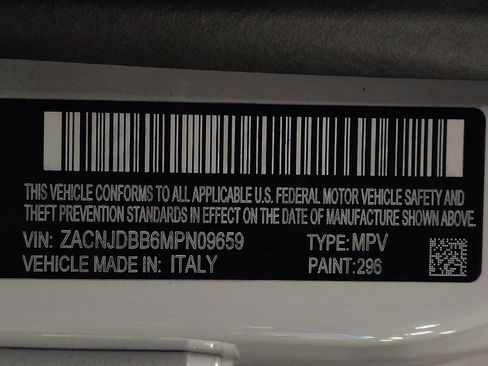 THIS VEHICLE CONFORMS TO ALL APPLICABLE U.S. FEDERAL MOTOR VEHICLE SAFETY AND
THEFT PREVENTION STANDARDS IN EFFECT ON THE DATE OF MANUFACTURE SHOWN ABOVE.
VIN: ZACNJDBB6MPN09659 TYPE: MPV
VEHICLE MADE IN: ITALY PAINT: 296